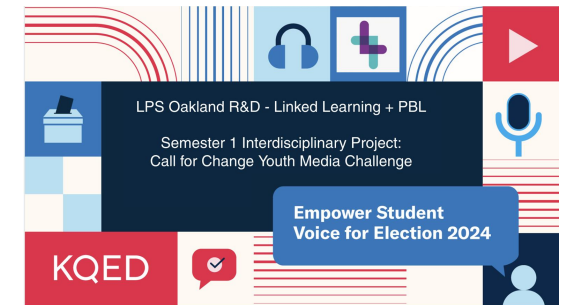 LPS Oakland R&D - Linked Learning + PBL
Semester 1 Interdisciplinary Project:
Call for Change Youth Media Challenge
Empower Student
Voice for Election 2024
KQED